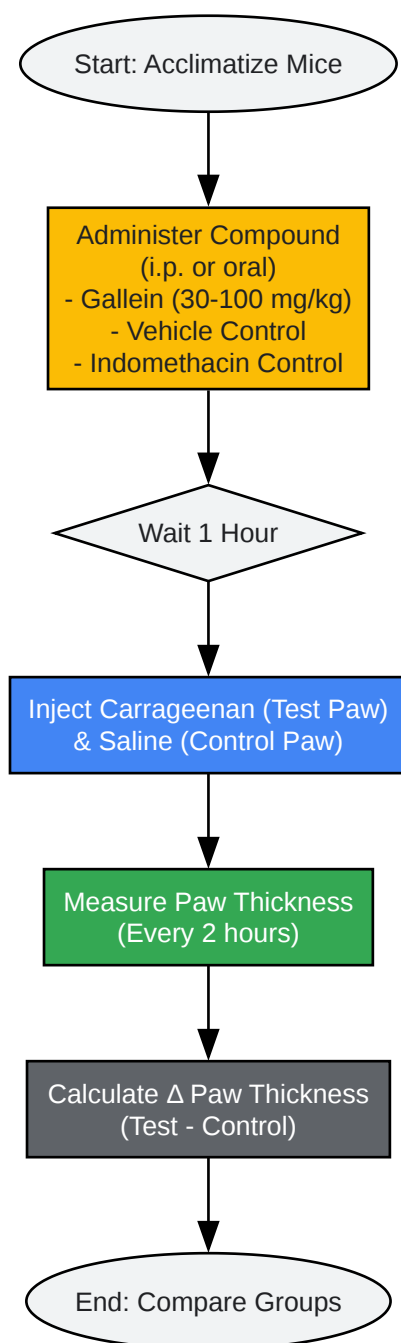 Start: Acclimatize Mice
Administer Compound
(i.p. or oral)
- Gallein (30-100 mg/kg)
- Vehicle Control
- Indomethacin Control
Wait 1 Hour
Inject Carrageenan (Test Paw)
& Saline (Control Paw)
Measure Paw Thickness
(Every 2 hours)
Calculate Δ Paw Thickness
(Test - Control)
End: Compare Groups